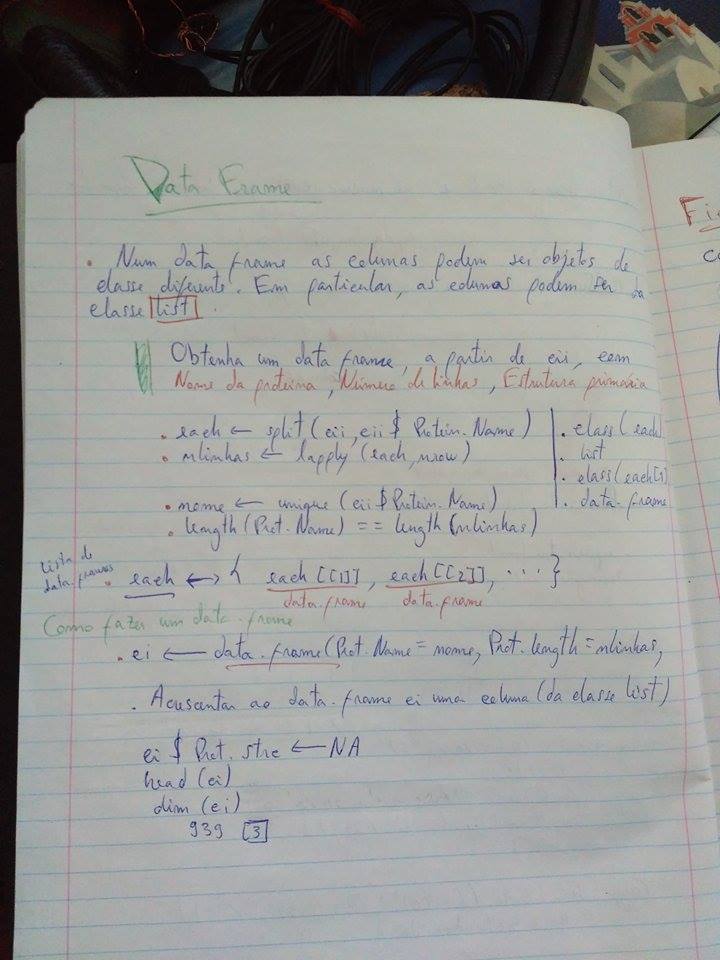 Data Frame
. Num data frame as colunas podem ser objetos de
classe diferente. Em particular, as colunas podem ser da
classe list.
Obtenha um data frame, a partir de eii, com
Nome da proteína, Número de linhas, Estrutura primária
. each ← split (eii, eii $ Protein.Name)
. nlinhas ← lapply (each, nrow)
. class (each)
. list
. class (each[1]
. data.frame
. nome ← unique (eii $ Protein.Name)
. length (Prot.Name) == length (nlinhas)
Lista de
data.frames
. each ↔ { each [[1]], each [[2]], ... }
data.frame data.frame
Como fazer um data.frame
. ei ← data.frame (Prot.Name = nome, Prot.length = nlinhas,
. Acescentar ao data.frame ei uma coluna (da classe list)
ei $ Prot. stre ← NA
head (ei)
dim (ei)
939 3
Fi
c